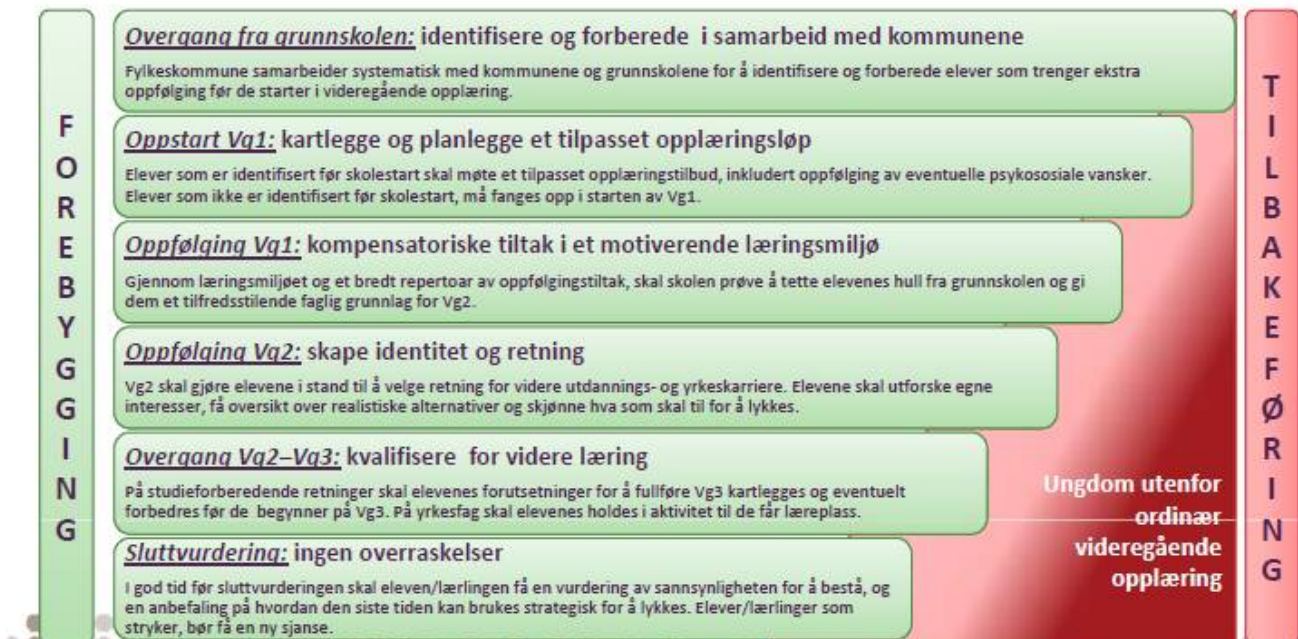 FOREBYGGING
Overgang fra grunnskolen: identifisere og forberede i samarbeid med kommunene
Fylkeskommune samarbeider systematisk med kommunene og grunnskolene for å identifisere og forberede elever som trenger ekstra
oppfølging før de starter i videregående opplæring.
Oppstart Vg1: kartlegge og planlegge et tilpasset opplæringsløp
Elever som er identifisert før skolestart skal møte et tilpasset opplæringstilbud, inkludert oppfølging av eventuelle psykososiale vansker.
Elever som ikke er identifisert før skolestart, må fanges opp i starten av Vg1.
Oppfølging Vg1: kompensatoriske tiltak i et motiverende læringsmiljø
Gjennom læringsmiljøet og et bredt repertoar av oppfølgingstiltak, skal skolen prøve å tette elevenes hull fra grunnskolen og gi
dem et tilfredsstilende faglig grunnlag for Vg2.
Oppfølging Vg2: skape identitet og retning
Vg2 skal gjøre elevene i stand til å velge retning for videre utdannings- og yrkeskarriere. Elevene skal utforske egne
interesser, få oversikt over realistiske alternativer og skjønne hva som skal til for å lykkes.
Overgang Vg2–Vg3: kvalifisere for videre læring
På studieforberedende retninger skal elevenes forutsetninger for å fullføre Vg3 kartlegges og eventuelt
forbedres før de begynner på Vg3. På yrkesfag skal elevenes holdes i aktivitet til de får læreplass.
Sluttvurdering: ingen overraskelser
I god tid før sluttvurderingen skal eleven/lærlingen få en vurdering av sannsynligheten for å bestå, og
en anbefaling på hvordan den siste tiden kan brukes strategisk for å lykkes. Elever/lærlinger som
stryker, bør få en ny sjanse.
Ungdom utenfor
ordinær
videregående
opplæring
TILBAKEFØRING